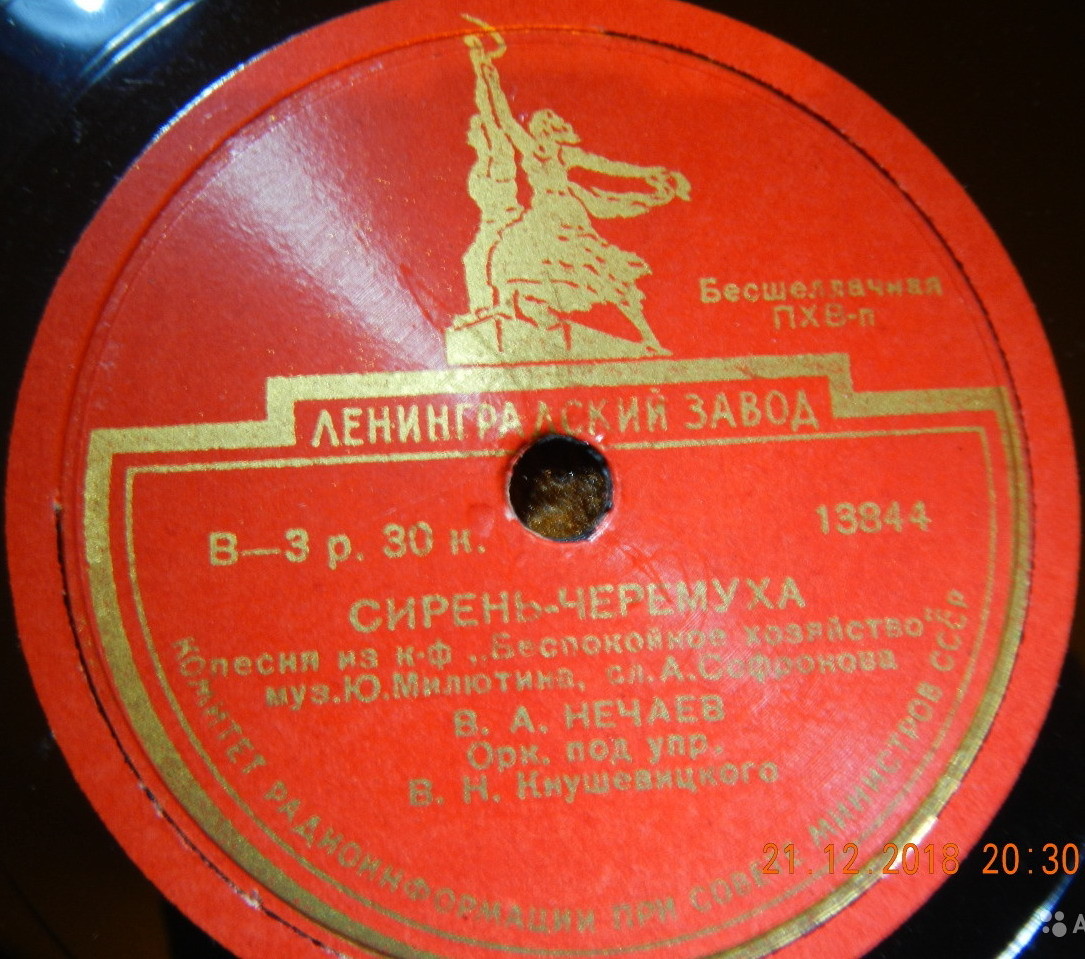 Бесшеллачная
ПХВ-п
ЛЕНИНГРАДСКИЙ ЗАВОД
В—3 р. 30 к.
13844
СИРЕНЬ-ЧЕРЕМУХА
песня из к-ф „Беспокойное хозяйство"
муз.Ю.Милютина, сл.А.Софронова
В. А. НЕЧАЕВ
Орк. под упр.
В. Н. Кнушевицкого
КОМИТЕТ РАДИОИНФОРМАЦИИ ПРИ СОВЕТЕ МИНИСТРОВ СССР
21.12.2018 20:30